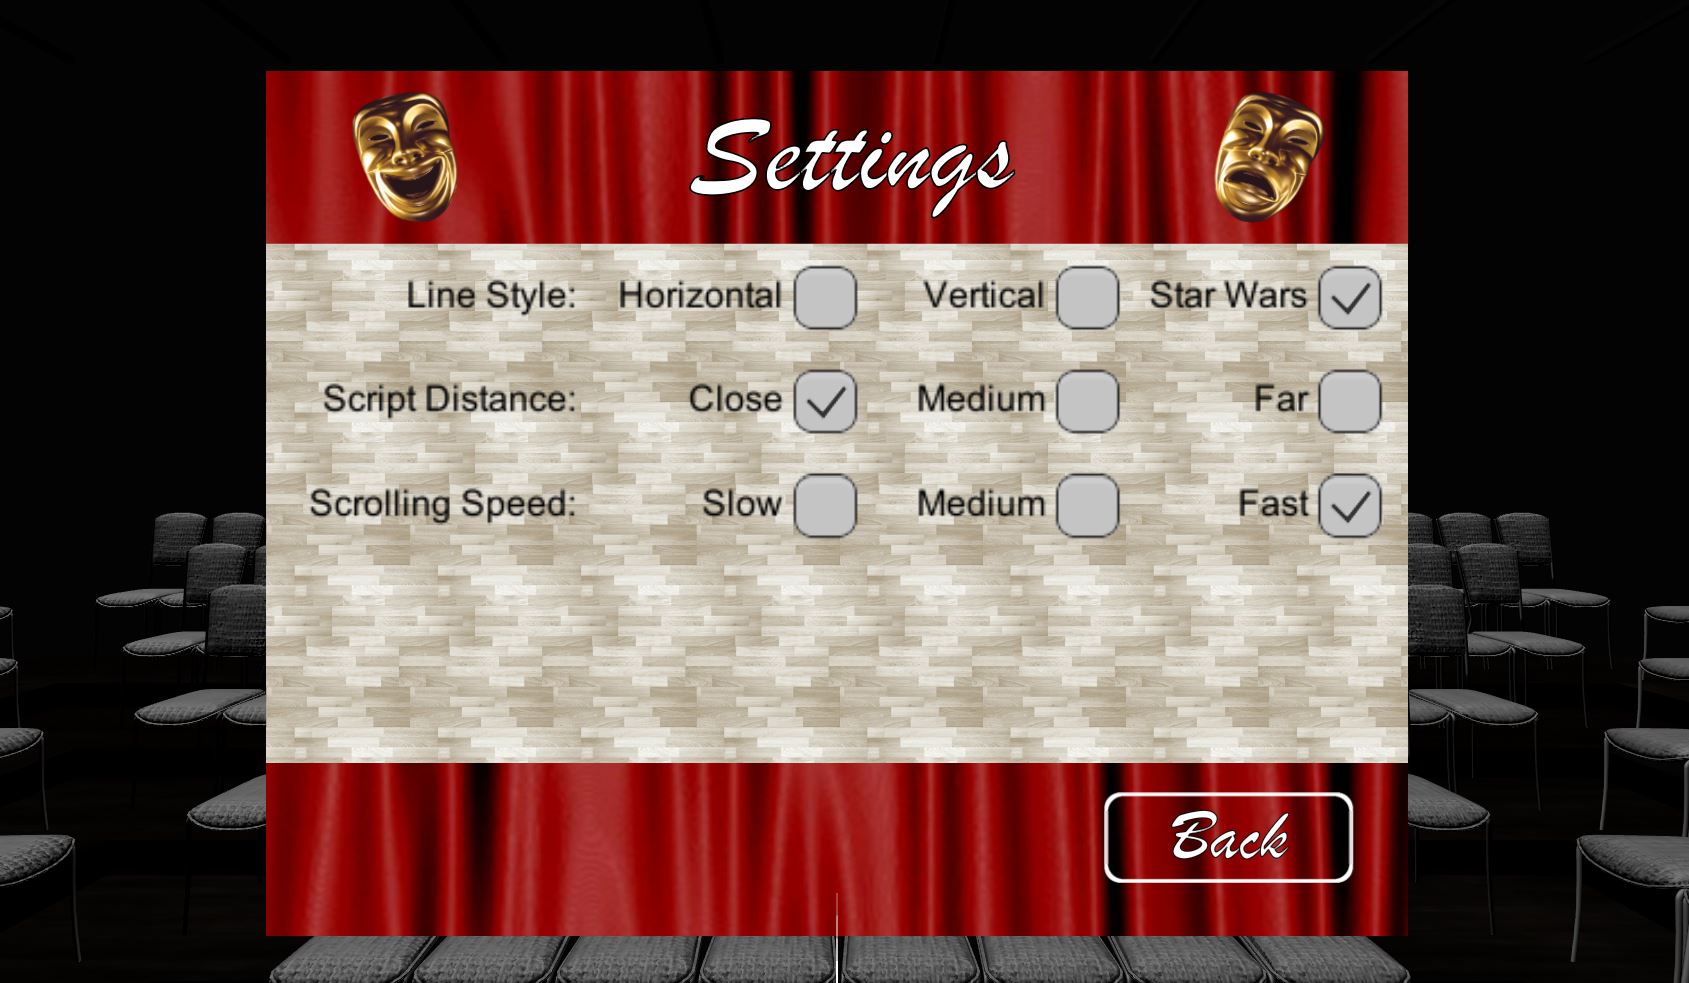 Settings
Line Style: Horizontal Vertical Star Wars
Script Distance: Close Medium Far
Scrolling Speed: Slow Medium Fast
Back